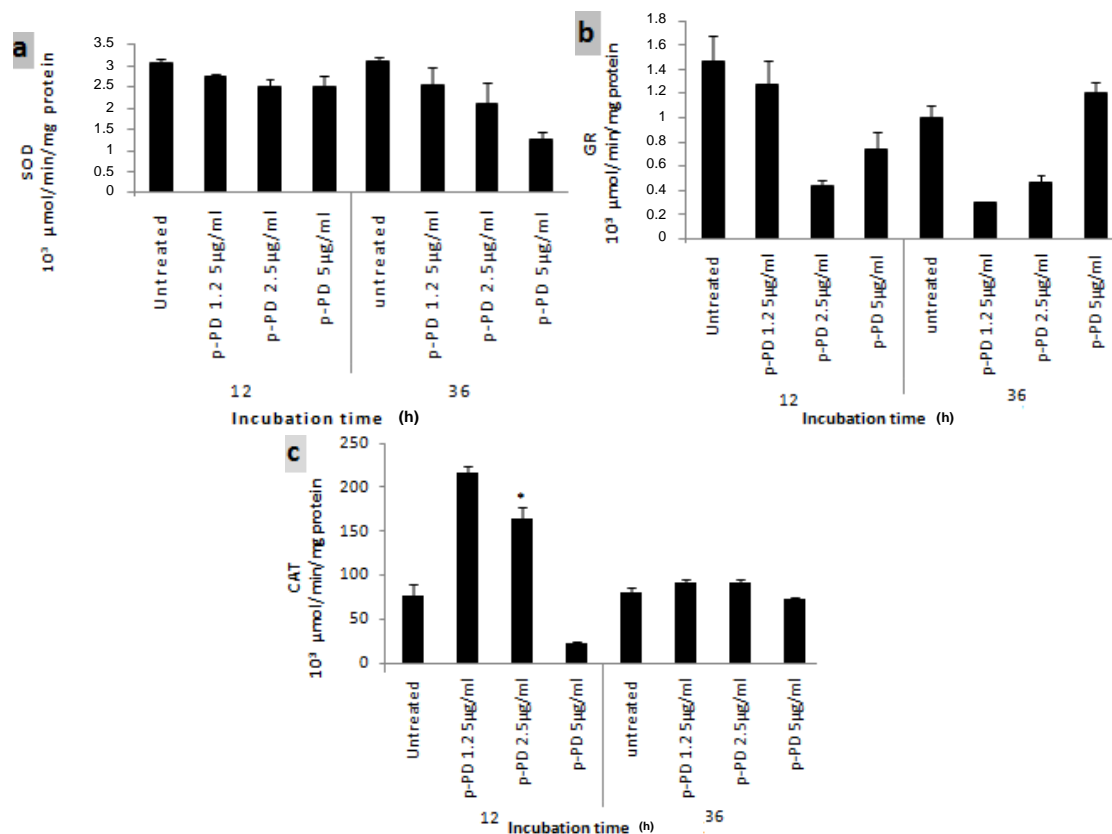 a
SOD
10³ µmol/min/mg protein
3.5
3
2.5
2
1.5
1
0.5
0
Untreated
p-PD 1.2 5µg/ml
p-PD 2.5µg/ml
p-PD 5µg/ml
untreated
p-PD 1.2 5µg/ml
p-PD 2.5µg/ml
p-PD 5µg/ml
12
36
Incubation time (h)
b
GR
10³ µmol/min/mg protein
1.8
1.6
1.4
1.2
1
0.8
0.6
0.4
0.2
0
Untreated
p-PD 1.2 5µg/ml
p-PD 2.5µg/ml
p-PD 5µg/ml
untreated
p-PD 1.2 5µg/ml
p-PD 2.5µg/ml
p-PD 5µg/ml
12
36
Incubation time (h)
c
CAT
10³ µmol/min/mg protein
250
200
150
100
50
0
*
Untreated
p-PD 1.2 5µg/ml
p-PD 2.5µg/ml
p-PD 5µg/ml
untreated
p-PD 1.2 5µg/ml
p-PD 2.5µg/ml
p-PD 5µg/ml
12
36
Incubation time (h)